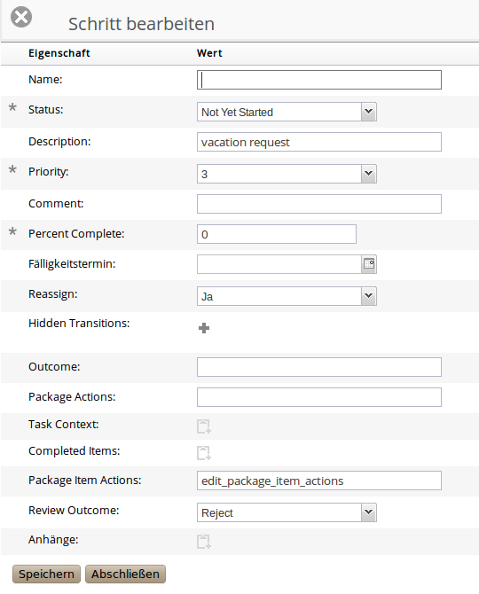 Schritt bearbeiten
Eigenschaft Wert
Name:
* Status: Not Yet Started
Description: vacation request
* Priority: 3
Comment:
* Percent Complete: 0
Fälligkeitstermin:
Reassign: Ja
Hidden Transitions:
Outcome:
Package Actions:
Task Context:
Completed Items:
Package Item Actions: edit_package_item_actions
Review Outcome: Reject
Anhänge:
Speichern Abschließen